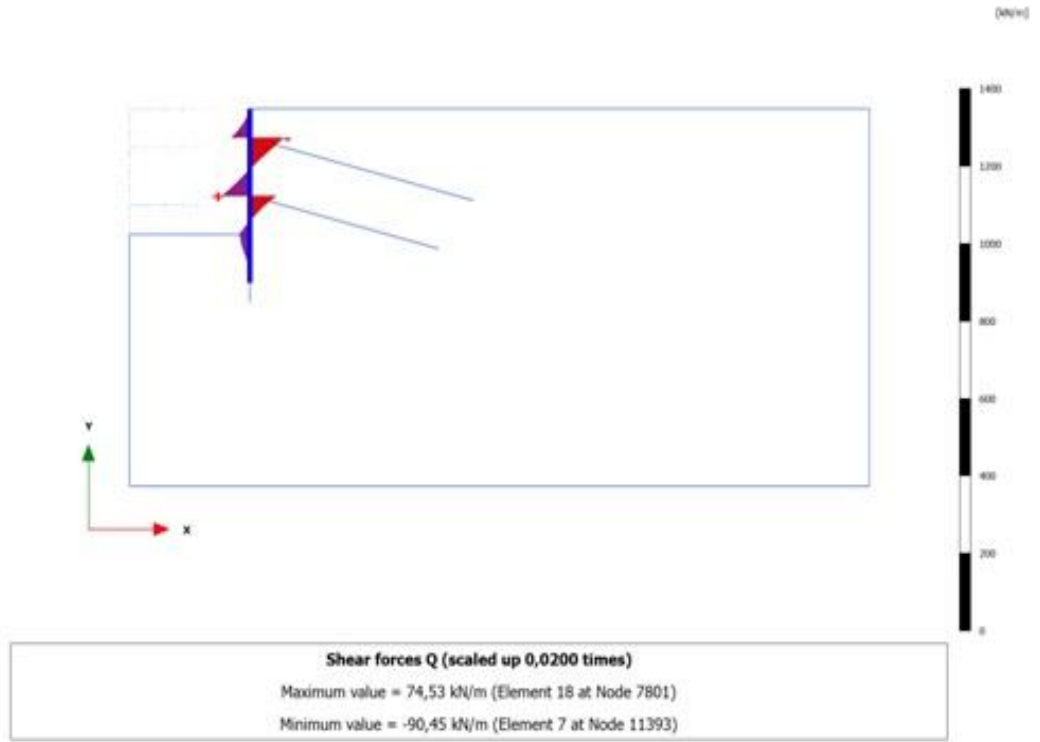 [kN/m]
1400
1200
1000
800
600
400
200
0
Y
X
Shear forces Q (scaled up 0,0200 times)
Maximum value = 74,53 kN/m (Element 18 at Node 7801)
Minimum value = -90,45 kN/m (Element 7 at Node 11393)